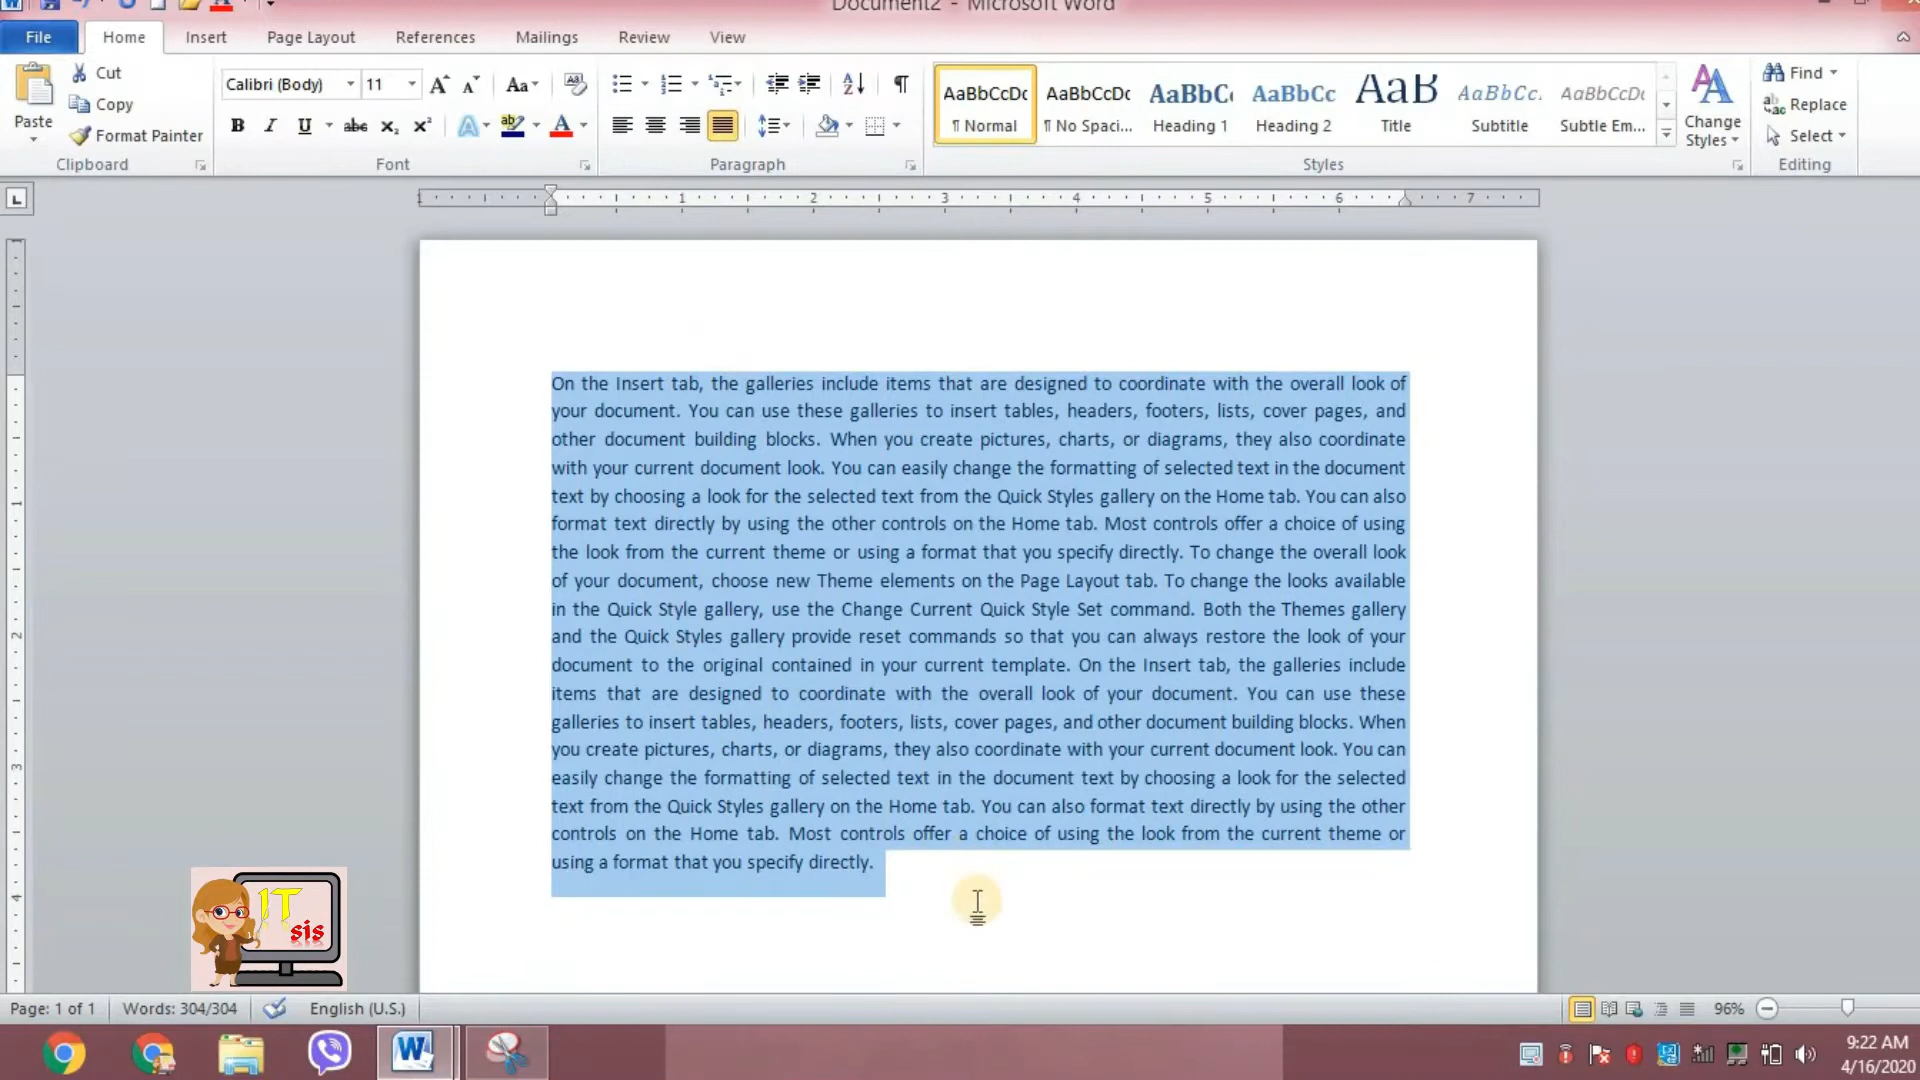 Document2 - Microsoft Word
File Home Insert Page Layout References Mailings Review View
Paste
Cut
Copy
Format Painter
Clipboard
Calibri (Body) 11
Font
Paragraph
AaBbCcDc AaBbCcDc AaBbC AaBbCc AaB AaBbCc. AaBbCcDc
¶ Normal ¶ No Spaci... Heading 1 Heading 2 Title Subtitle Subtle Em...
Change Styles
Styles
Find
Replace
Select
Editing
1 1 2 3 4 5 6 7
On the Insert tab, the galleries include items that are designed to coordinate with the overall look of
your document. You can use these galleries to insert tables, headers, footers, lists, cover pages, and
other document building blocks. When you create pictures, charts, or diagrams, they also coordinate
with your current document look. You can easily change the formatting of selected text in the document
text by choosing a look for the selected text from the Quick Styles gallery on the Home tab. You can also
format text directly by using the other controls on the Home tab. Most controls offer a choice of using
the look from the current theme or using a format that you specify directly. To change the overall look
of your document, choose new Theme elements on the Page Layout tab. To change the looks available
in the Quick Style gallery, use the Change Current Quick Style Set command. Both the Themes gallery
and the Quick Styles gallery provide reset commands so that you can always restore the look of your
document to the original contained in your current template. On the Insert tab, the galleries include
items that are designed to coordinate with the overall look of your document. You can use these
galleries to insert tables, headers, footers, lists, cover pages, and other document building blocks. When
you create pictures, charts, or diagrams, they also coordinate with your current document look. You can
easily change the formatting of selected text in the document text by choosing a look for the selected
text from the Quick Styles gallery on the Home tab. You can also format text directly by using the other
controls on the Home tab. Most controls offer a choice of using the look from the current theme or
using a format that you specify directly.
IT
sis
Page: 1 of 1 Words: 304/304 English (U.S.) 96%
9:22 AM
4/16/2020